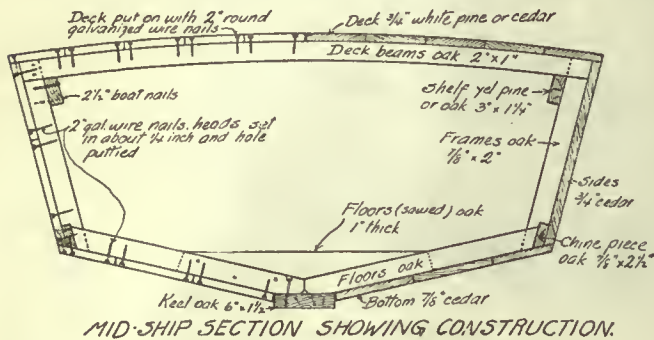 Deck put on with 2" round
galvanized wire nails
Deck 3/4" white pine or cedar
Deck beams oak 2" x 1"
2 1/2" boat nails
Shelf yel pine
or oak 3" x 1 1/4"
2" gal. wire nails. heads set
in about 1/4 inch and hole
puttied
Frames oak
7/8" x 2"
Sides
3/4" cedar
Floors (sawed) oak
1" thick
Chine piece
oak 7/8" x 2 1/2"
Floors oak
Keel oak 6" x 1 1/2"
Bottom 7/8" cedar
MID-SHIP SECTION SHOWING CONSTRUCTION.